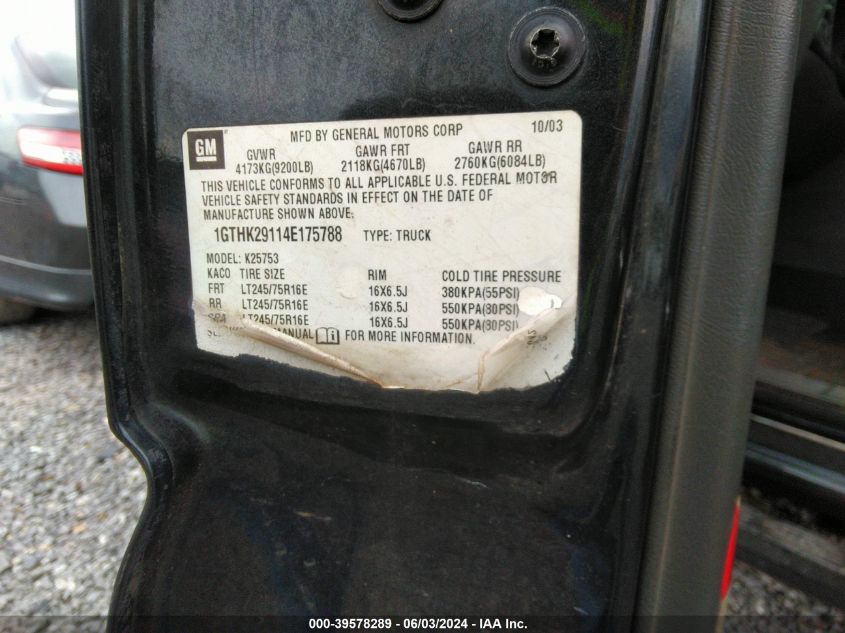 GM
MFD BY GENERAL MOTORS CORP 10/03
GVWR GAWR FRT GAWR RR
4173KG(9200LB) 2118KG(4670LB) 2760KG(6084LB)
THIS VEHICLE CONFORMS TO ALL APPLICABLE U.S. FEDERAL MOTOR
VEHICLE SAFETY STANDARDS IN EFFECT ON THE DATE OF
MANUFACTURE SHOWN ABOVE.
1GTHK29114E175788 TYPE: TRUCK
MODEL: K25753
KACO TIRE SIZE RIM COLD TIRE PRESSURE
FRT LT245/75R16E 16X6.5J 380KPA(55PSI)
RR LT245/75R16E 16X6.5J 550KPA(80PSI)
SPA LT245/75R16E 16X6.5J 550KPA(80PSI)
MANUAL FOR MORE INFORMATION.
000-39578289 - 06/03/2024 - IAA Inc.